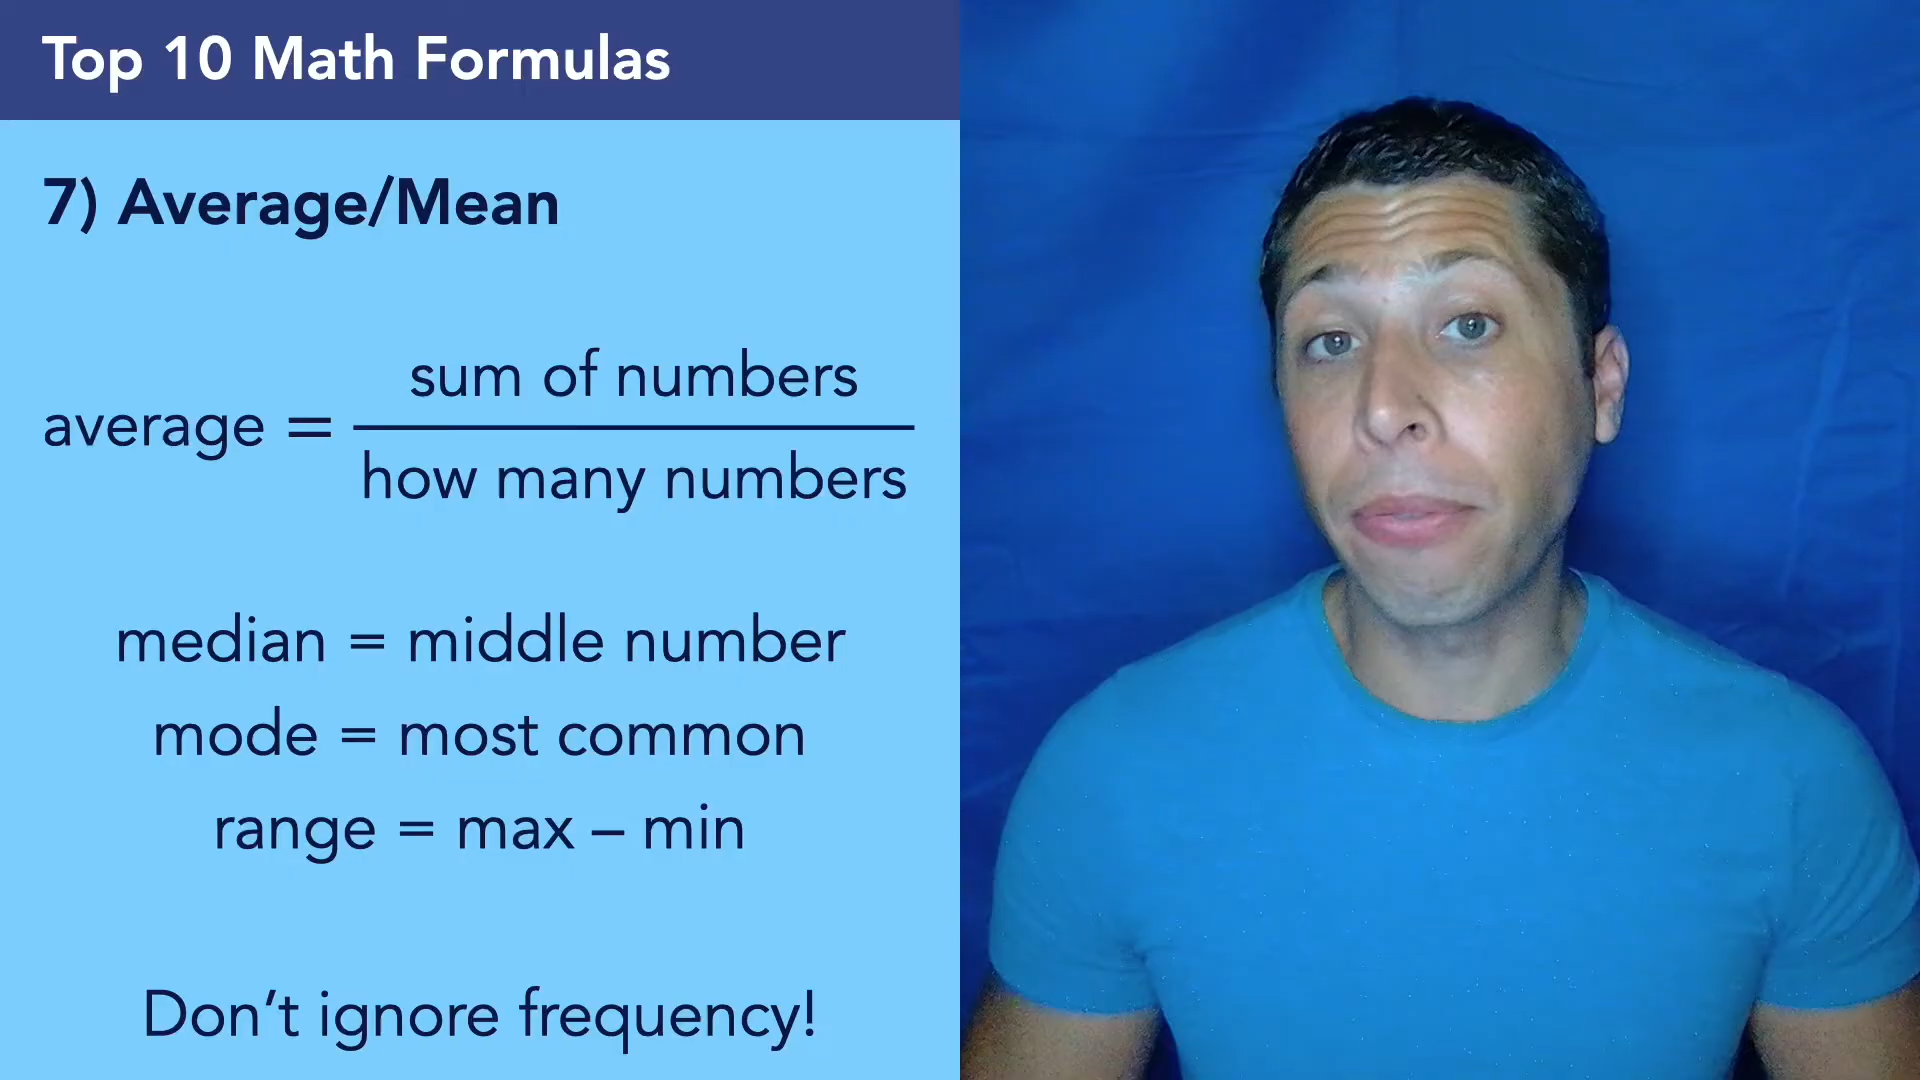 Top 10 Math Formulas
7) Average/Mean
average = sum of numbers
how many numbers
median = middle number
mode = most common
range = max – min
Don’t ignore frequency!